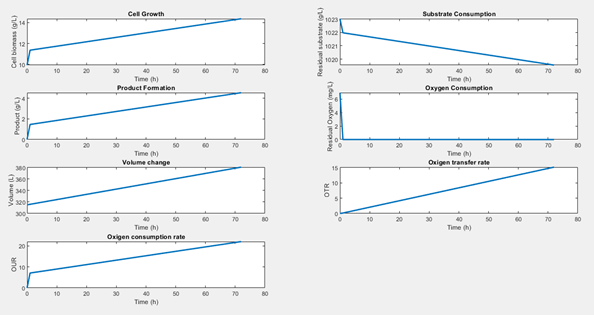 Cell Growth
Cell biomass (g/L)
14
12
10
0 10 20 30 40 50 60 70 80
Time (h)
Substrate Consumption
Residual substrate (g/L)
1023
1022
1021
1020
0 10 20 30 40 50 60 70 80
Time (h)
Product Formation
Product (g/L)
4
2
0
0 10 20 30 40 50 60 70 80
Time (h)
Oxygen Consumption
Residual Oxygen (mg/L)
6
4
2
0
0 10 20 30 40 50 60 70 80
Time (h)
Volume change
Volume (L)
380
360
340
320
300
0 10 20 30 40 50 60 70 80
Time (h)
Oxigen transfer rate
OTR
15
10
5
0
0 10 20 30 40 50 60 70 80
Time (h)
Oxigen consumption rate
OUR
20
10
0
0 10 20 30 40 50 60 70 80
Time (h)